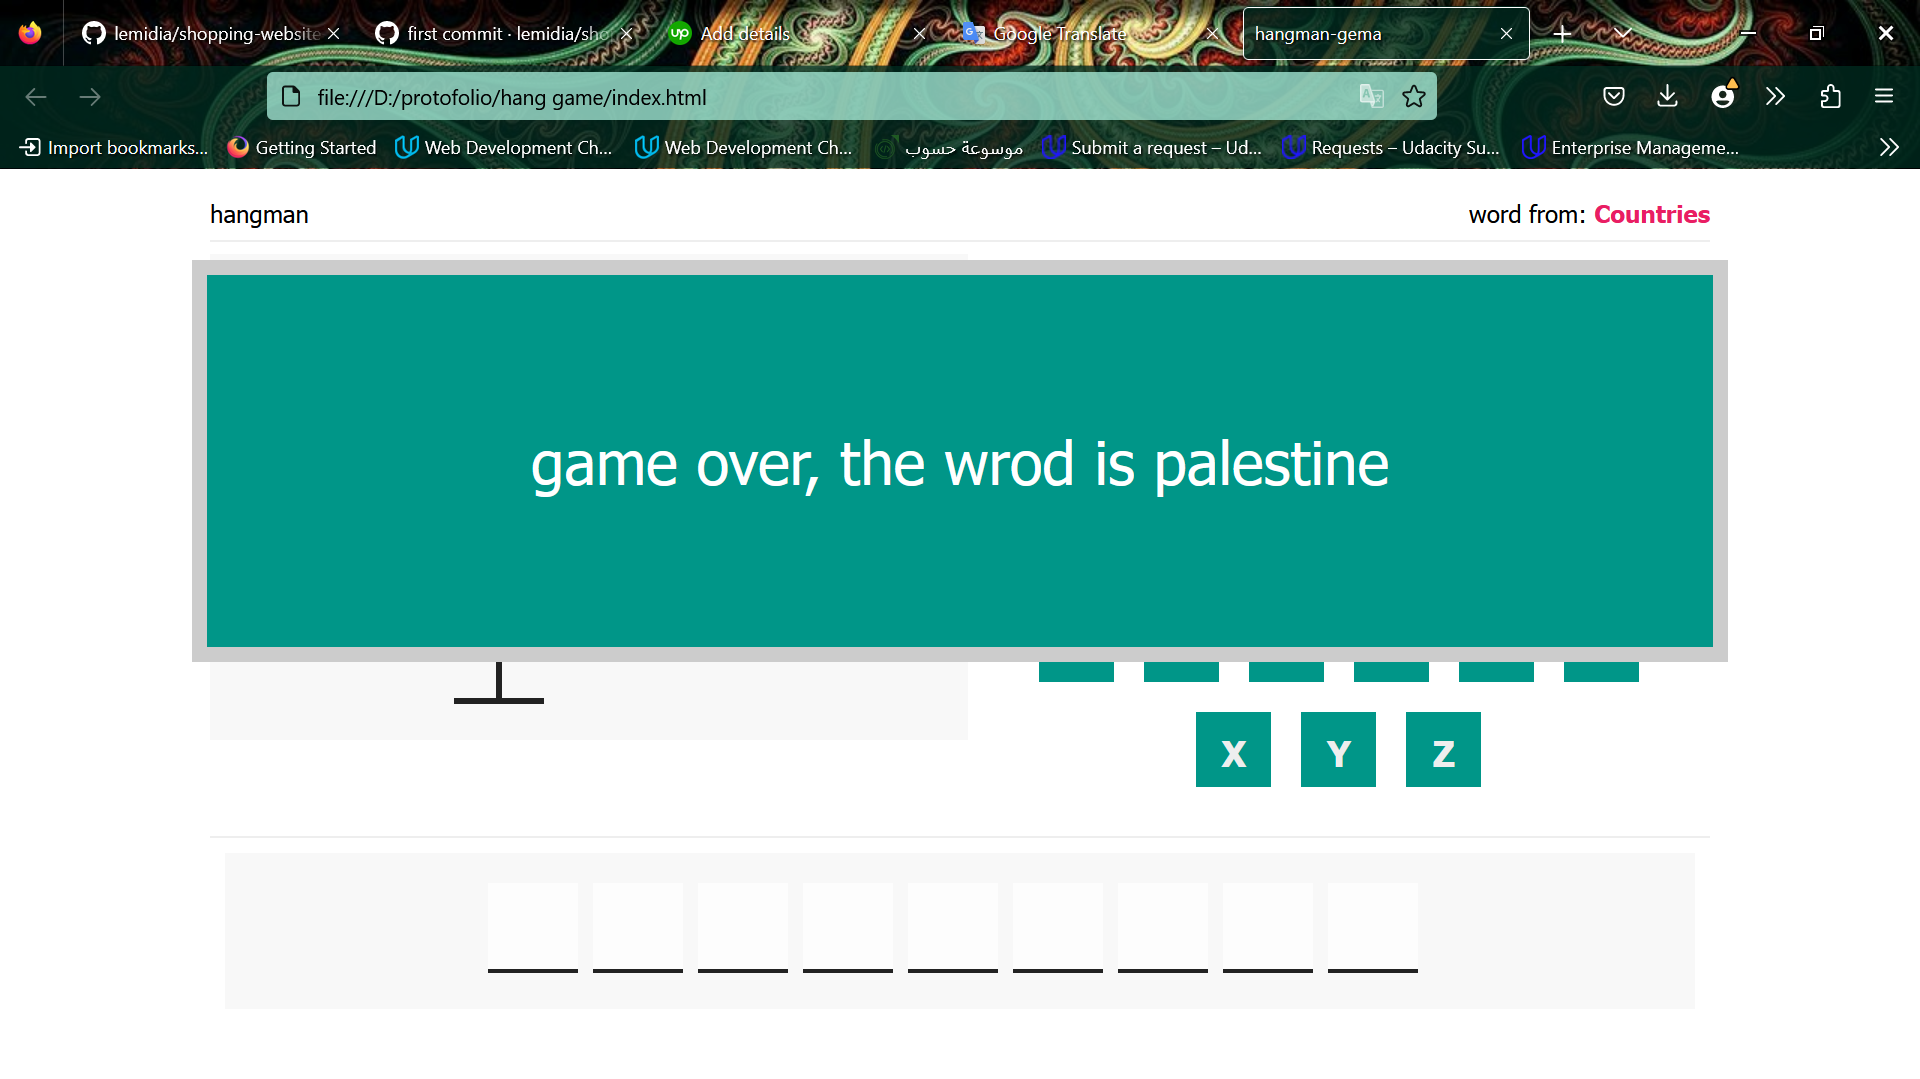 lemidia/shopping-website
first commit · lemidia/sho
up Add details
Google Translate
hangman-gema
file:///D:/protofolio/hang game/index.html
Import bookmarks...
Getting Started
Web Development Ch...
Web Development Ch...
موسوعة حسوب
Submit a request – Ud...
Requests – Udacity Su...
Enterprise Manageme...
hangman
word from: Countries
game over, the wrod is palestine
X Y Z